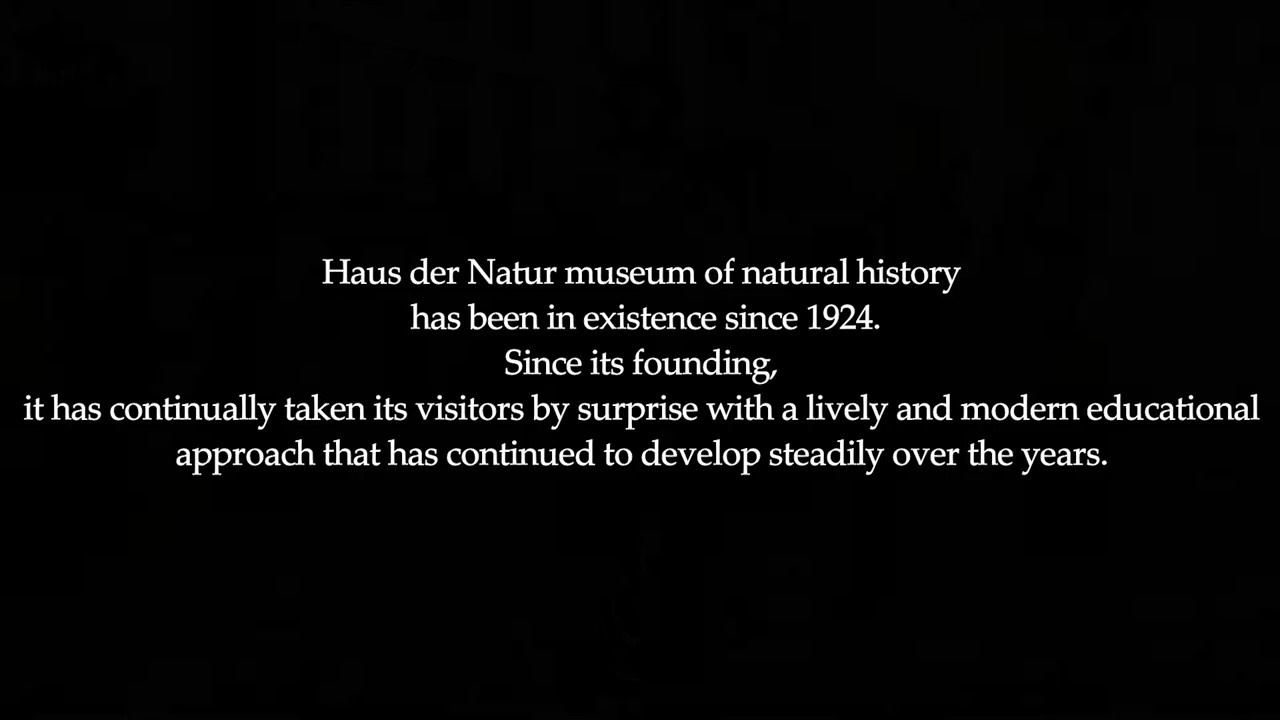 Haus der Natur museum of natural history
has been in existence since 1924.
Since its founding,
it has continually taken its visitors by surprise with a lively and modern educational
approach that has continued to develop steadily over the years.